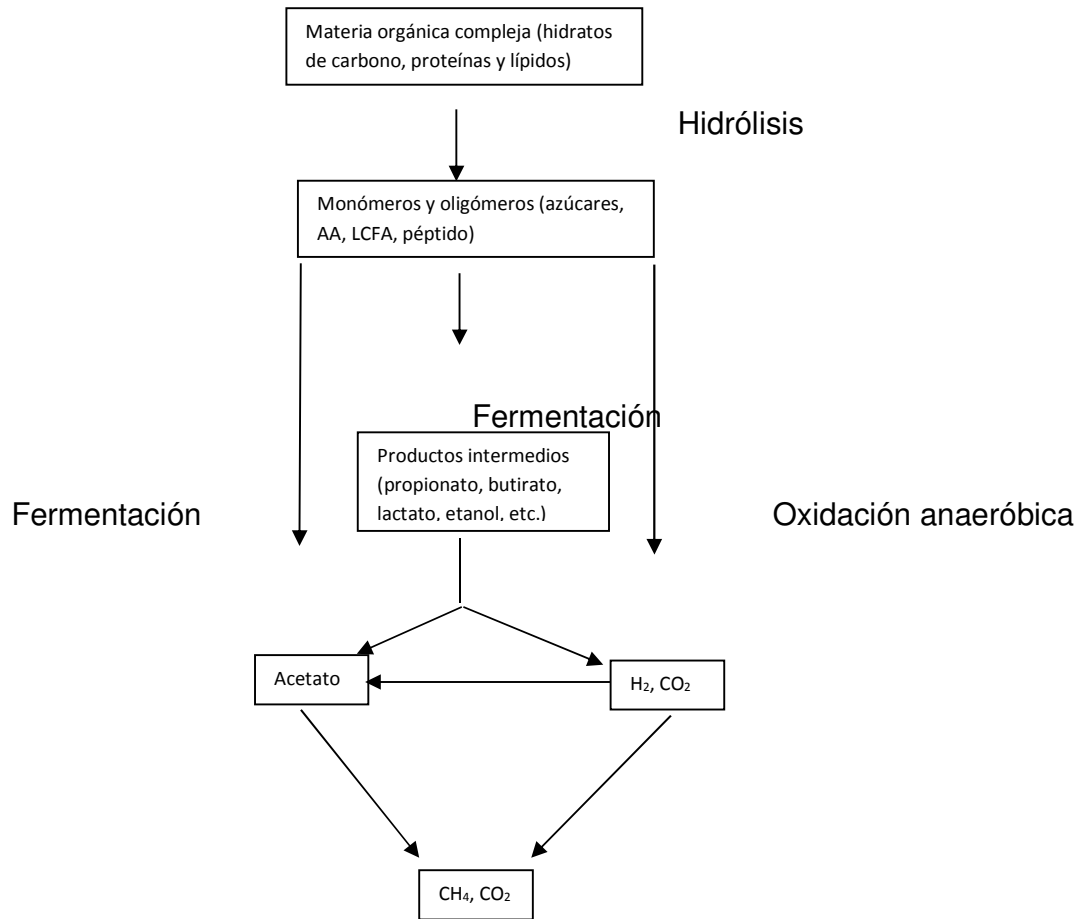 Materia orgánica compleja (hidratos
de carbono, proteínas y lípidos)
Hidrólisis
Monómeros y oligómeros (azúcares,
AA, LCFA, péptido)
Fermentación
Productos intermedios
(propionato, butirato,
lactato, etanol, etc.)
Fermentación
Oxidación anaeróbica
Acetato
H₂, CO₂
CH₄, CO₂